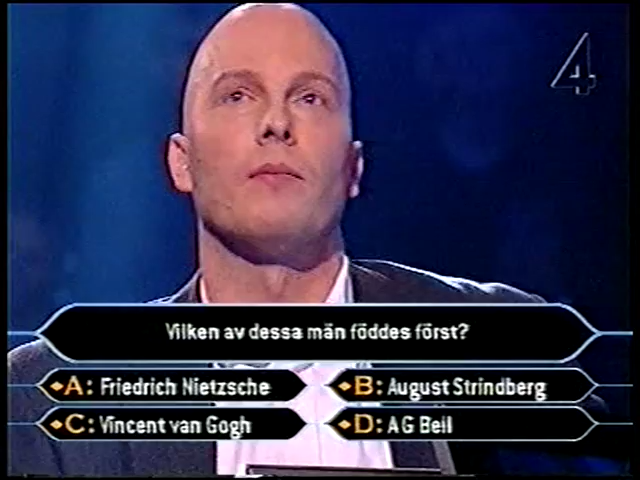 4
Vilken av dessa män föddes först?
A: Friedrich Nietzsche
B: August Strindberg
C: Vincent van Gogh
D: AG Bell